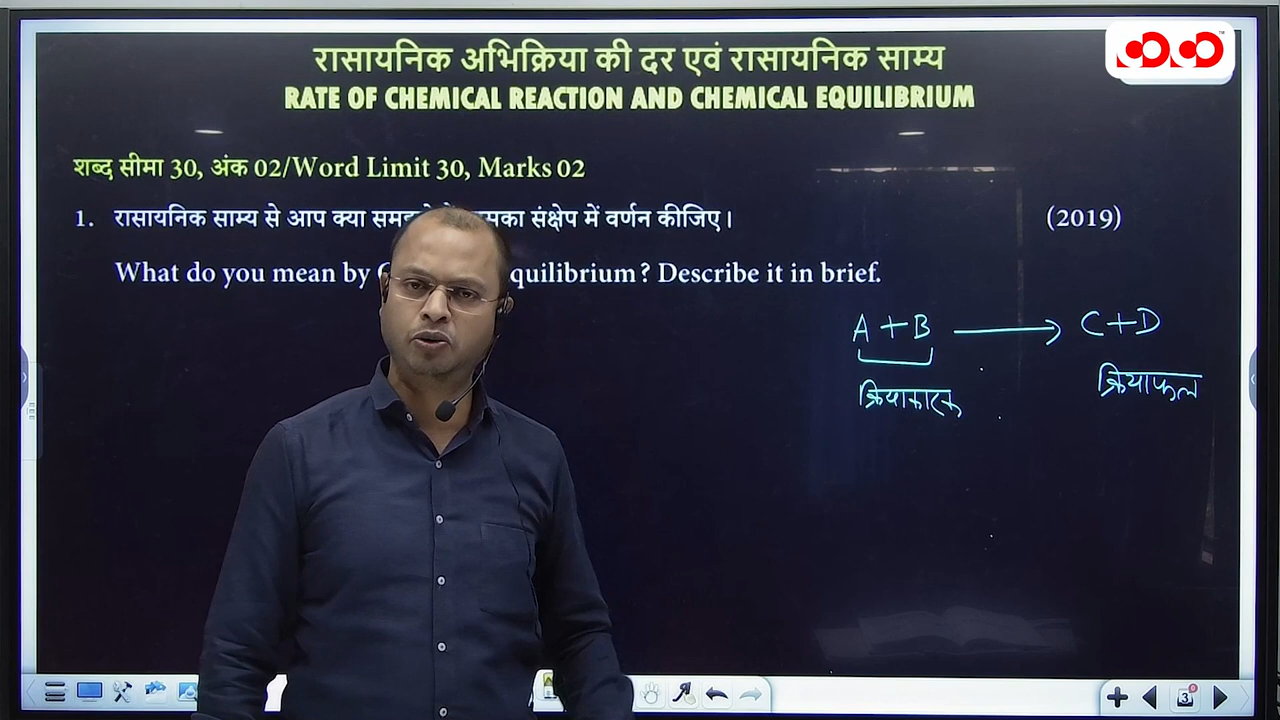 रासायनिक अभिक्रिया की दर एवं रासायनिक साम्य
RATE OF CHEMICAL REACTION AND CHEMICAL EQUILIBRIUM
शब्द सीमा 30, अंक 02/Word Limit 30, Marks 02
1. रासायनिक साम्य से आप क्या संक्षेप में वर्णन कीजिए। (2019)
What do you mean by quilibrium? Describe it in brief.
A + B ⟶ C + D
क्रियाकारक क्रियाफल
3